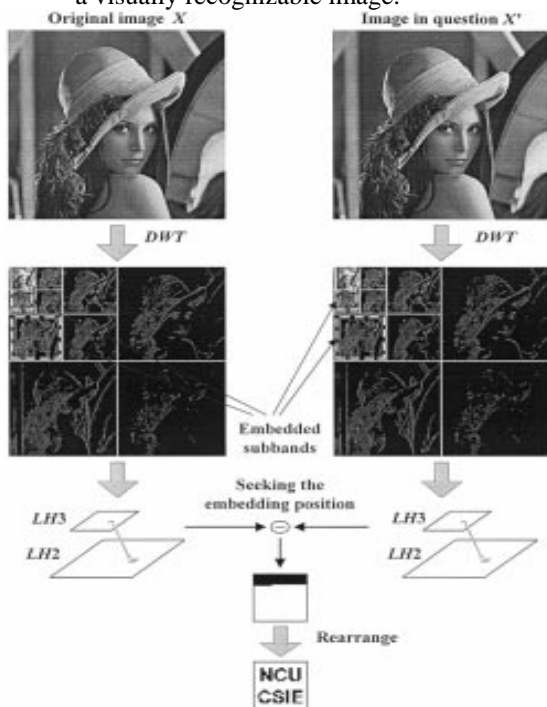 a visually recognizable image.
Original image X
Image in question X'
DWT
DWT
Embedded
subbands
Seeking the
embedding position
LH3
LH2
LH3
LH2
Rearrange
NCU
CSIE